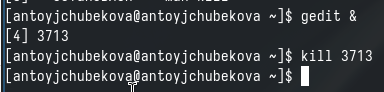 [antoyjchubekova@antoyjchubekova ~]$ gedit &
[4] 3713
[antoyjchubekova@antoyjchubekova ~]$ kill 3713
[antoyjchubekova@antoyjchubekova ~]$